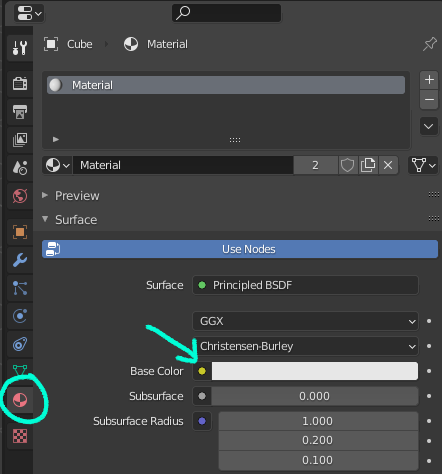 Cube Material
Material
Material 2
Preview
Surface
Use Nodes
Surface Principled BSDF
GGX
Christensen-Burley
Base Color
Subsurface 0.000
Subsurface Radius 1.000
0.200
0.100